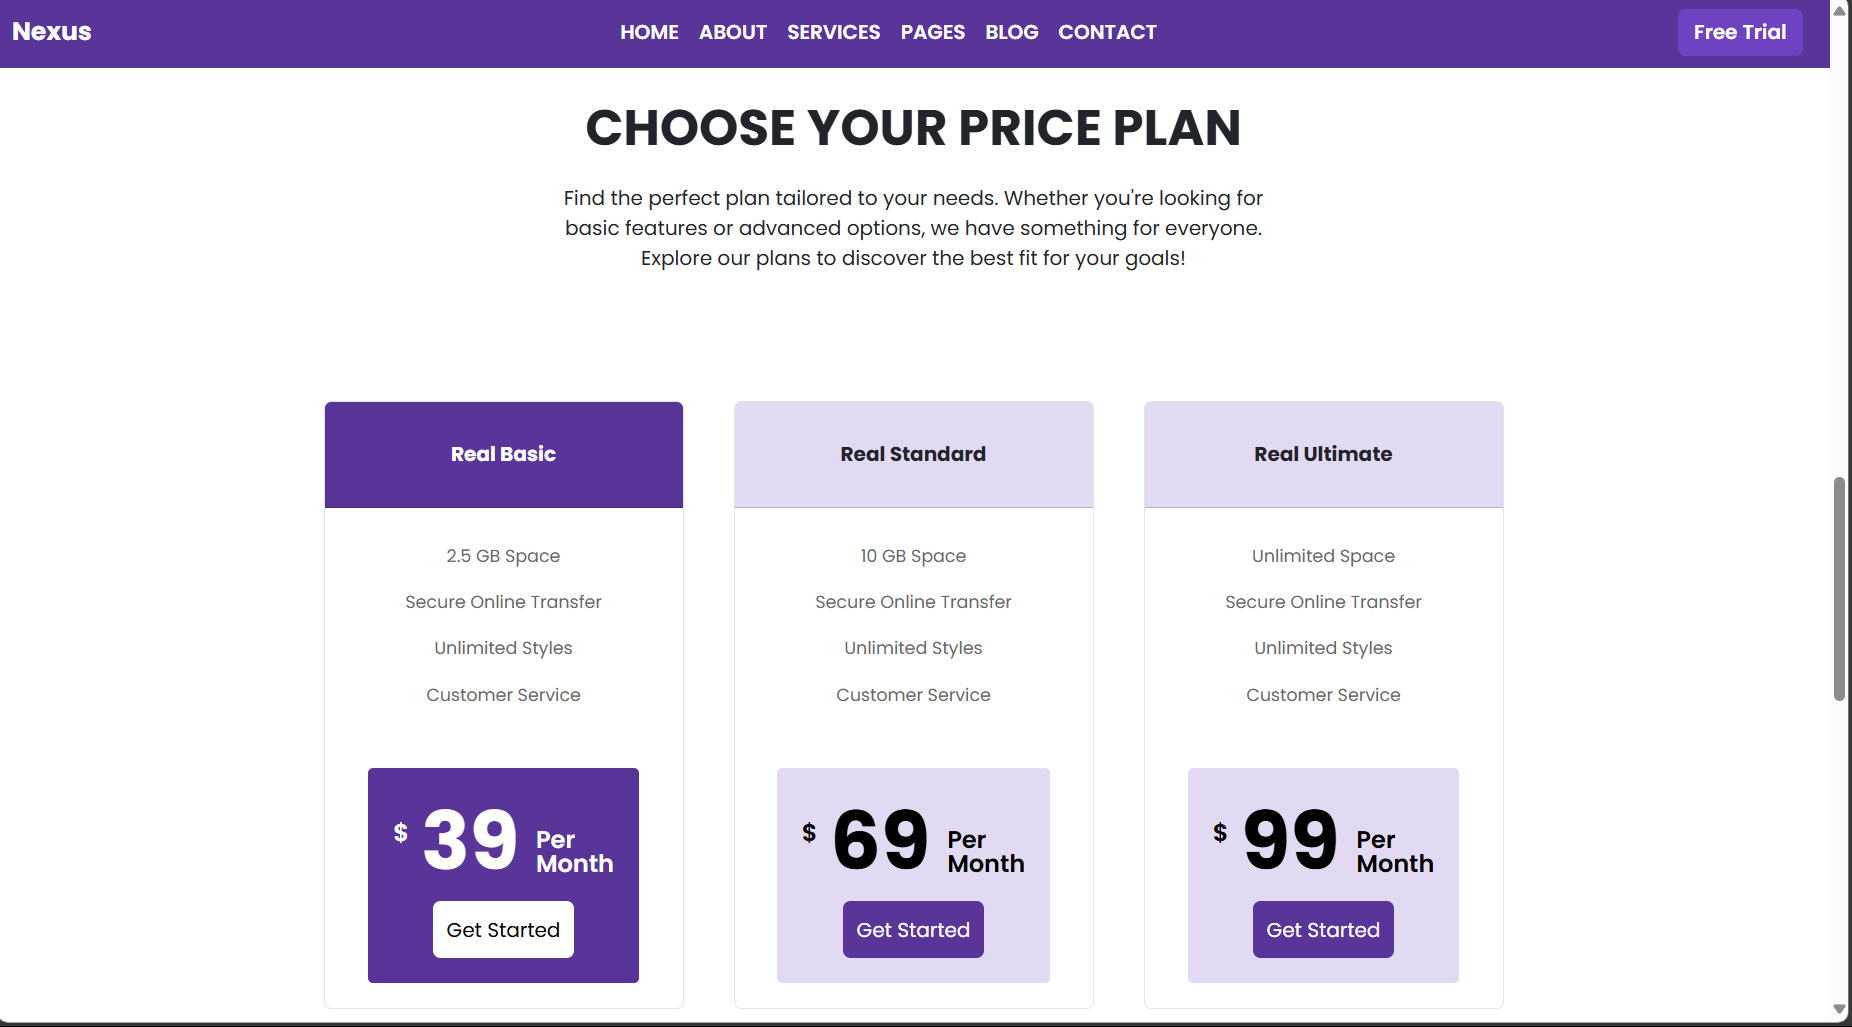 Nexus
HOME ABOUT SERVICES PAGES BLOG CONTACT
Free Trial
CHOOSE YOUR PRICE PLAN
Find the perfect plan tailored to your needs. Whether you're looking for
basic features or advanced options, we have something for everyone.
Explore our plans to discover the best fit for your goals!
Real Basic
2.5 GB Space
Secure Online Transfer
Unlimited Styles
Customer Service
$ 39 Per
Month
Get Started
Real Standard
10 GB Space
Secure Online Transfer
Unlimited Styles
Customer Service
$ 69 Per
Month
Get Started
Real Ultimate
Unlimited Space
Secure Online Transfer
Unlimited Styles
Customer Service
$ 99 Per
Month
Get Started